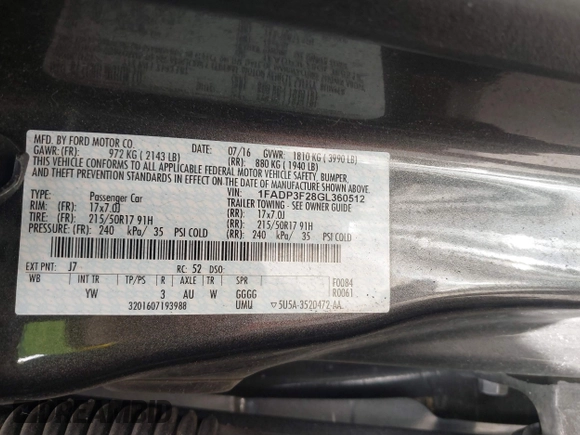 MFD. BY FORD MOTOR CO.
DATE: 07/16 GVWR: 1810 KG ( 3990 LB)
GAWR: (FR): 972 KG ( 2143 LB) (RR): 880 KG ( 1940 LB)
THIS VEHICLE CONFORMS TO ALL APPLICABLE FEDERAL MOTOR VEHICLE SAFETY, BUMPER,
AND THEFT PREVENTION STANDARDS IN EFFECT ON THE DATE OF MANUFACTURE SHOWN ABOVE.
VIN: 1FADP3F28GL360512
TYPE: Passenger Car TRAILER TOWING - SEE OWNER GUIDE
RIM: (FR) 17x7.0J (RR) 17x7.0J
TIRE: (FR) 215/50R17 91H (RR) 215/50R17 91H
PRESSURE: (FR) 240 kPa/ 35 PSI COLD (RR) 240 kPa/ 35 PSI COLD
EXT PNT: J7 RC: 52 DSO: F0084
WB INT TR TP/PS R AXLE TR R0061
YW 3 AU W GGGG
3201607193988 UMU ▽5U5A-3520472-AA
DREAMBID